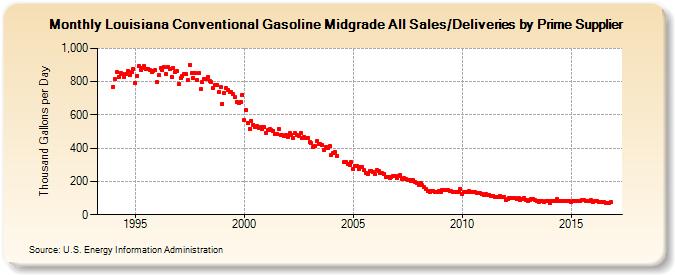 Monthly Louisiana Conventional Gasoline Midgrade All Sales/Deliveries by Prime Supplier
Thousand Gallons per Day
1,000
800
600
400
200
0
1995 2000 2005 2010 2015
Source: U.S. Energy Information Administration